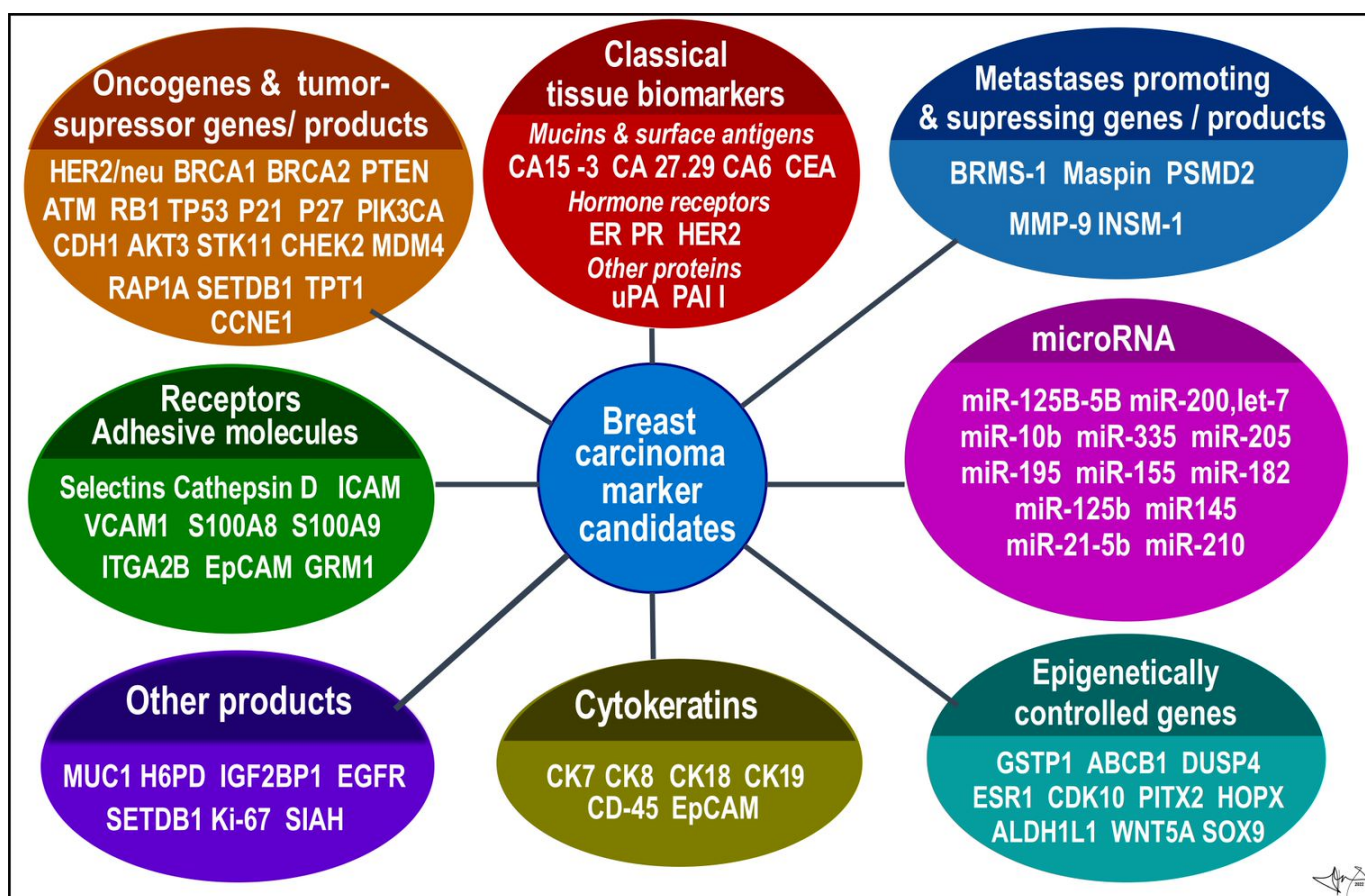 Oncogenes & tumor-
supressor genes/ products
HER2/neu BRCA1 BRCA2 PTEN
ATM RB1 TP53 P21 P27 PIK3CA
CDH1 AKT3 STK11 CHEK2 MDM4
RAP1A SETDB1 TPT1
CCNE1
Classical
tissue biomarkers
Mucins & surface antigens
CA15 -3 CA 27.29 CA6 CEA
Hormone receptors
ER PR HER2
Other proteins
uPA PAI I
Metastases promoting
& supressing genes / products
BRMS-1 Maspin PSMD2
MMP-9 INSM-1
Receptors
Adhesive molecules
Selectins Cathepsin D ICAM
VCAM1 S100A8 S100A9
ITGA2B EpCAM GRM1
Breast
carcinoma
marker
candidates
microRNA
miR-125B-5B miR-200,let-7
miR-10b miR-335 miR-205
miR-195 miR-155 miR-182
miR-125b miR145
miR-21-5b miR-210
Other products
MUC1 H6PD IGF2BP1 EGFR
SETDB1 Ki-67 SIAH
Cytokeratins
CK7 CK8 CK18 CK19
CD-45 EpCAM
Epigenetically
controlled genes
GSTP1 ABCB1 DUSP4
ESR1 CDK10 PITX2 HOPX
ALDH1L1 WNT5A SOX9